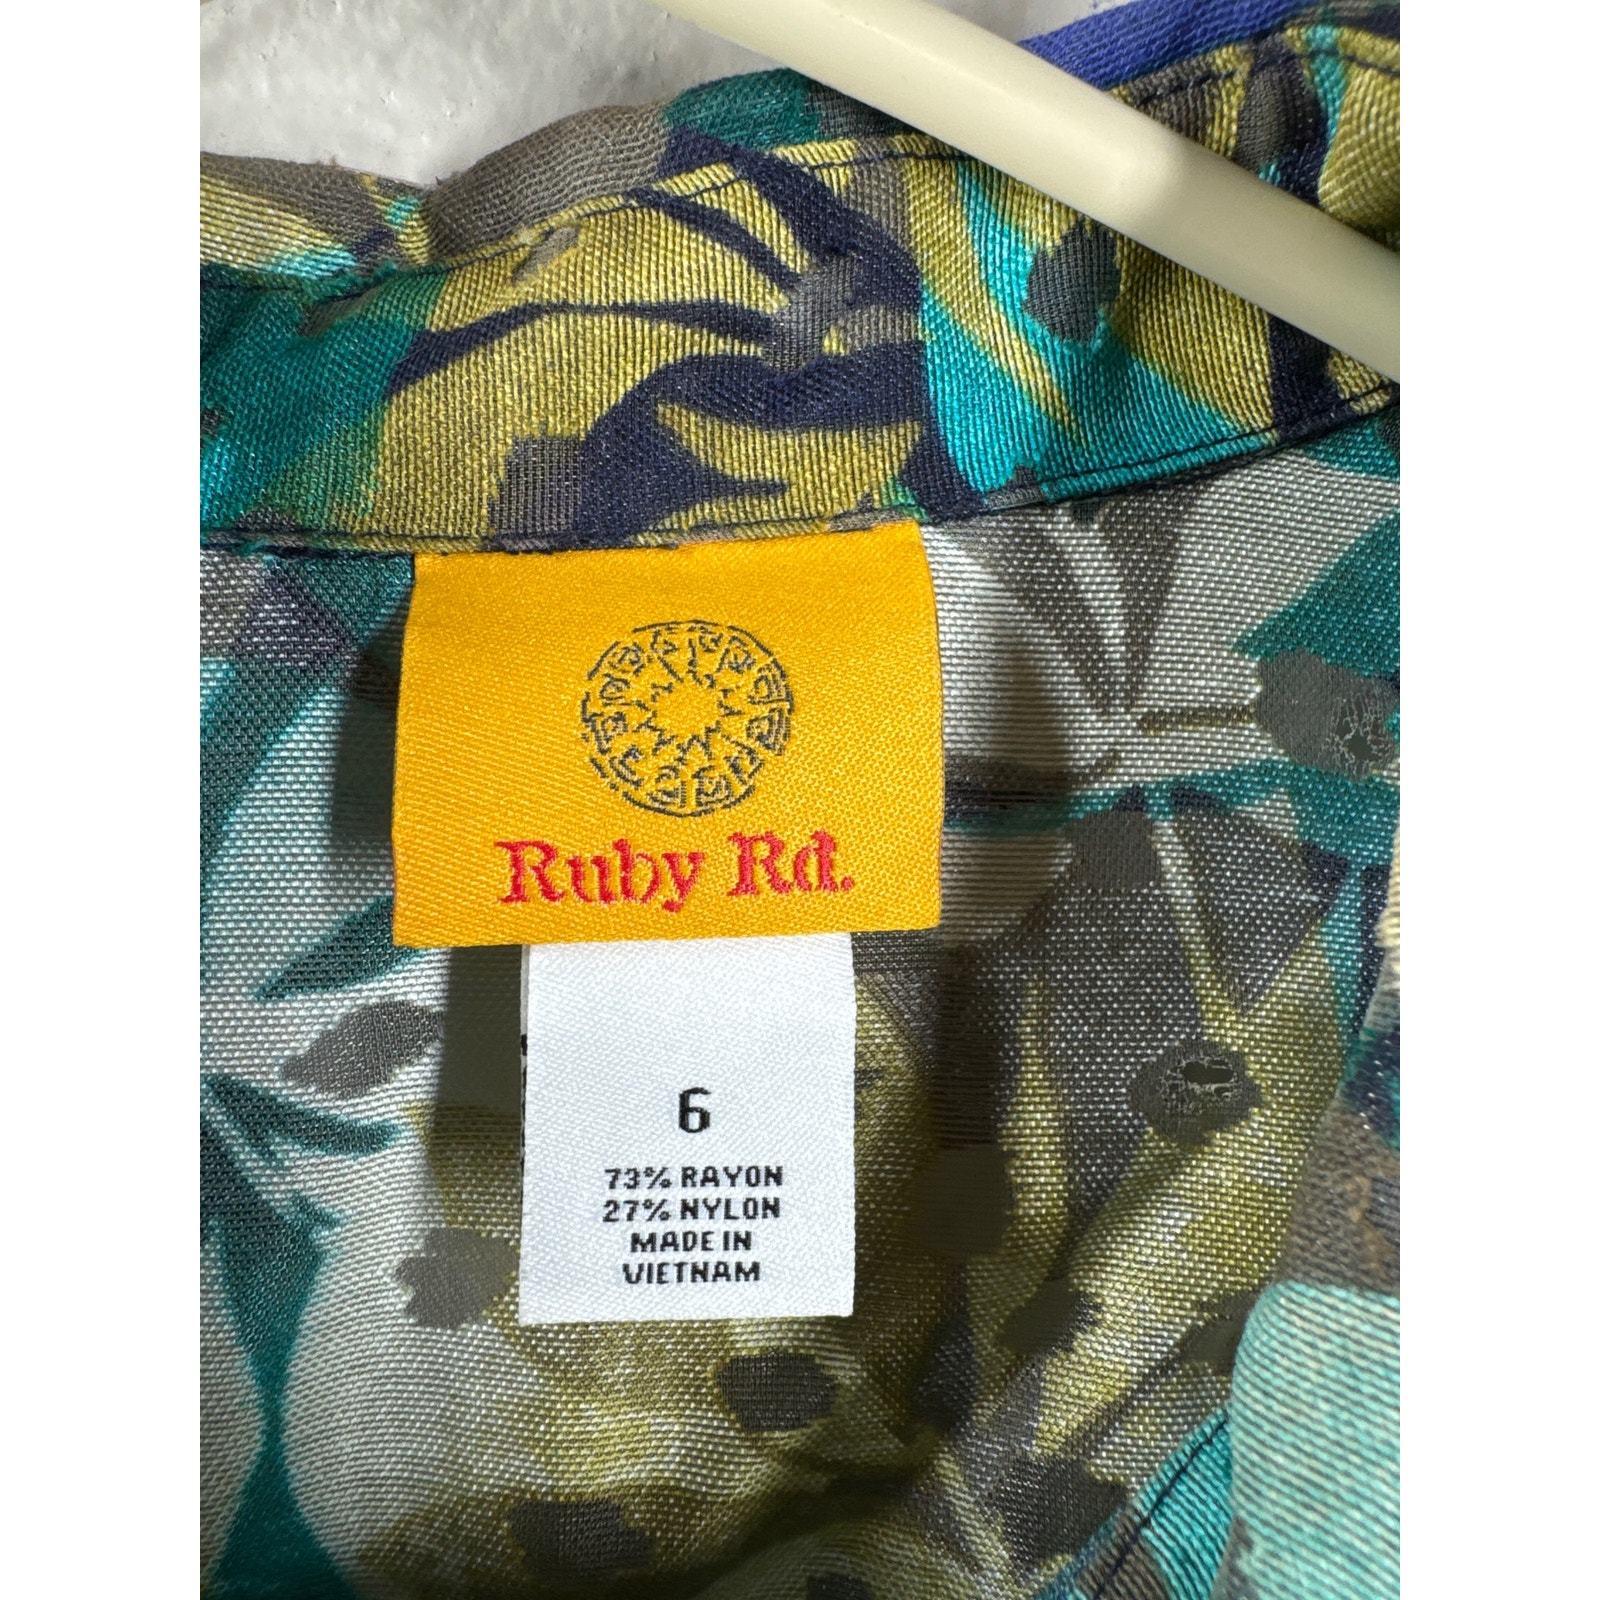 Ruby Rd.
6
73% RAYON
27% NYLON
MADE IN
VIETNAM